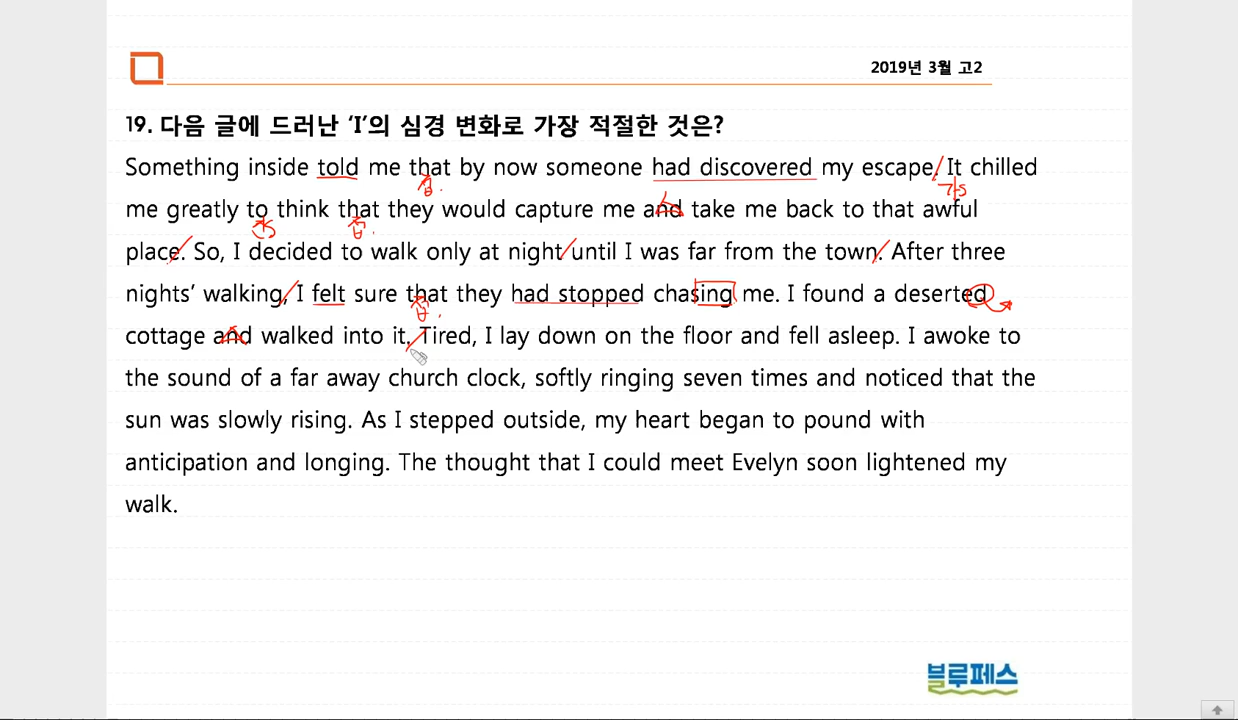 2019년 3월 고2
19. 다음 글에 드러난 ‘I’의 심경 변화로 가장 적절한 것은?
Something inside told me that by now someone had discovered my escape. It chilled
접.
가S
me greatly to think that they would capture me and take me back to that awful
진S
접.
place. So, I decided to walk only at night until I was far from the town. After three
nights’ walking, I felt sure that they had stopped chasing me. I found a deserted
접.
cottage and walked into it. Tired, I lay down on the floor and fell asleep. I awoke to
the sound of a far away church clock, softly ringing seven times and noticed that the
sun was slowly rising. As I stepped outside, my heart began to pound with
anticipation and longing. The thought that I could meet Evelyn soon lightened my
walk.
블루페스